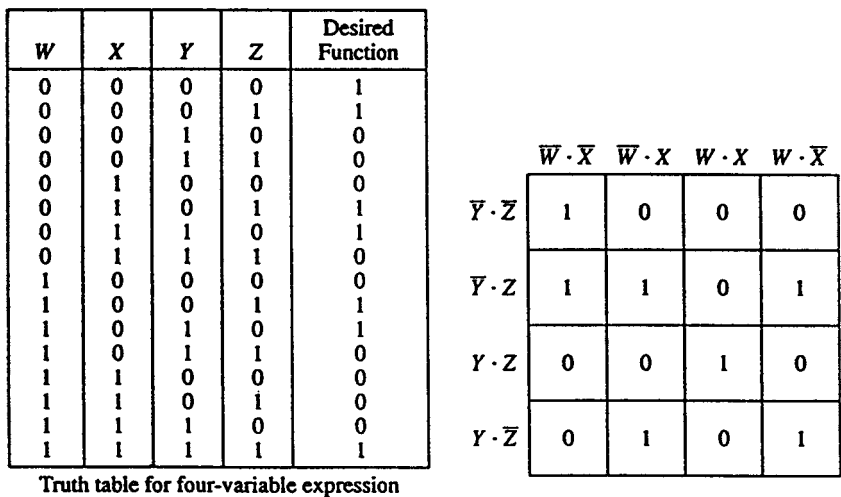 W X Y Z Desired Function
0 0 0 0 1
0 0 0 1 1
0 0 1 0 0
0 0 1 1 0
0 1 0 0 0
0 1 0 1 1
0 1 1 0 1
0 1 1 1 0
1 0 0 0 0
1 0 0 1 1
1 0 1 0 1
1 0 1 1 0
1 1 0 0 0
1 1 0 1 0
1 1 1 0 0
1 1 1 1 1
Truth table for four-variable expression
W̅ · X̅ W̅ · X W · X W · X̅
Y̅ · Z̅ 1 0 0 0
Y̅ · Z 1 1 0 1
Y · Z 0 0 1 0
Y · Z̅ 0 1 0 1